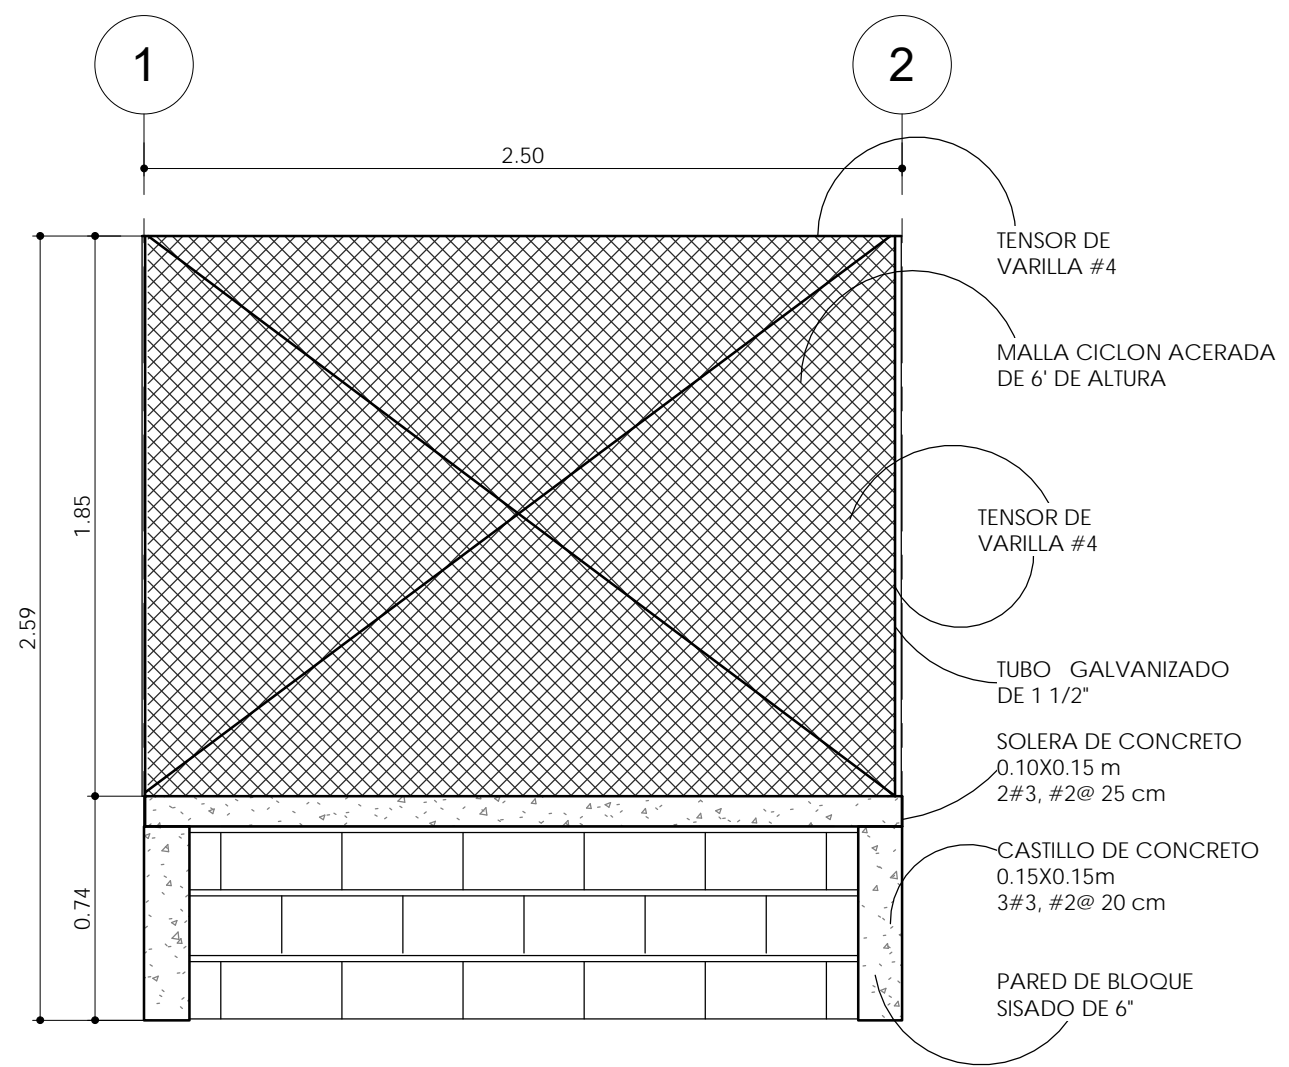 1
2
2.50
TENSOR DE
VARILLA #4
MALLA CICLON ACERADA
DE 6' DE ALTURA
1.85
TENSOR DE
VARILLA #4
2.59
TUBO GALVANIZADO
DE 1 1/2"
SOLERA DE CONCRETO
0.10X0.15 m
2#3, #2@ 25 cm
0.74
CASTILLO DE CONCRETO
0.15X0.15m
3#3, #2@ 20 cm
PARED DE BLOQUE
SISADO DE 6"